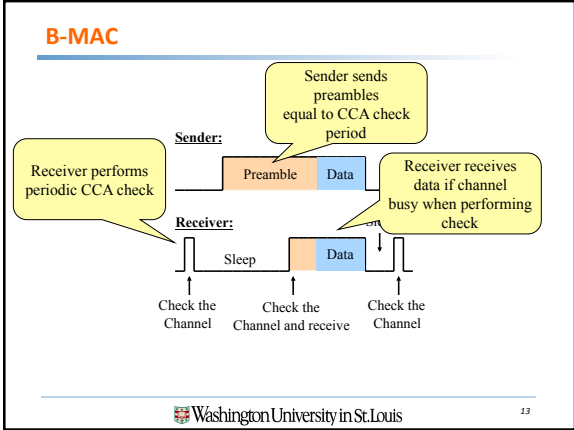 B-MAC
Sender sends
preambles
equal to CCA check
period
Sender:
Receiver performs
periodic CCA check
Preamble
Data
Receiver receives
data if channel
busy when performing
check
Receiver:
Sleep
Data
Check the
Channel
Check the
Channel and receive
Check the
Channel
Washington University in St.Louis
13